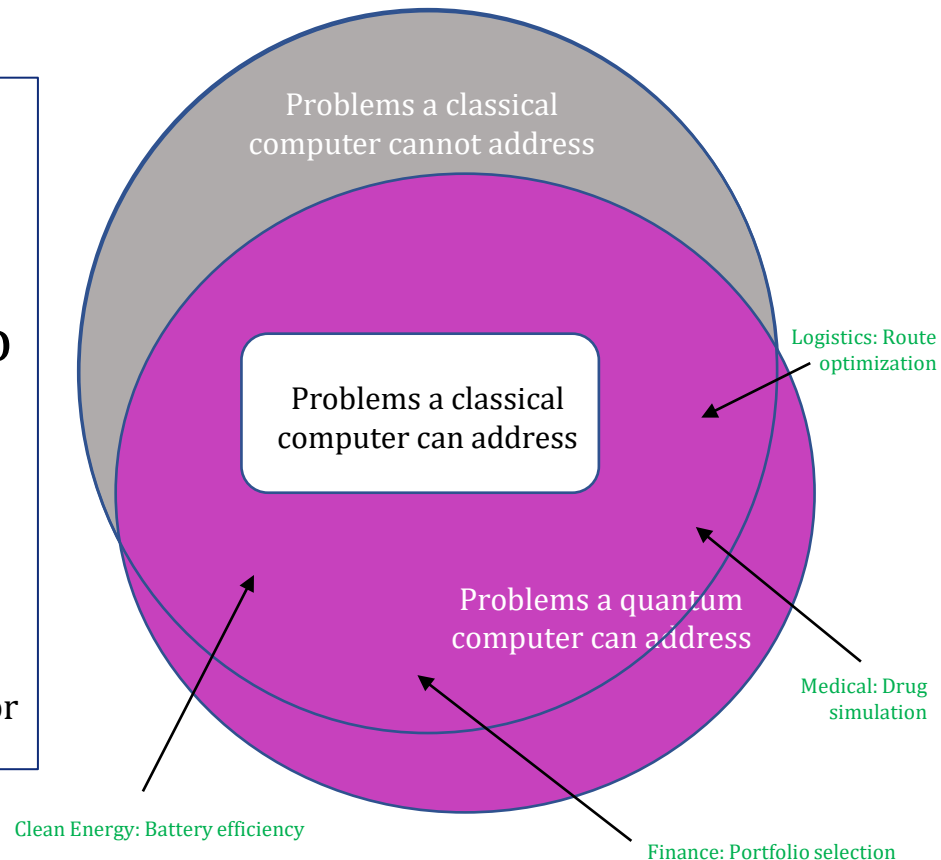 Problems a classical
computer cannot address
Logistics: Route
optimization
Problems a classical
computer can address
Problems a quantum
computer can address
Medical: Drug
simulation
or
Clean Energy: Battery efficiency
Finance: Portfolio selection